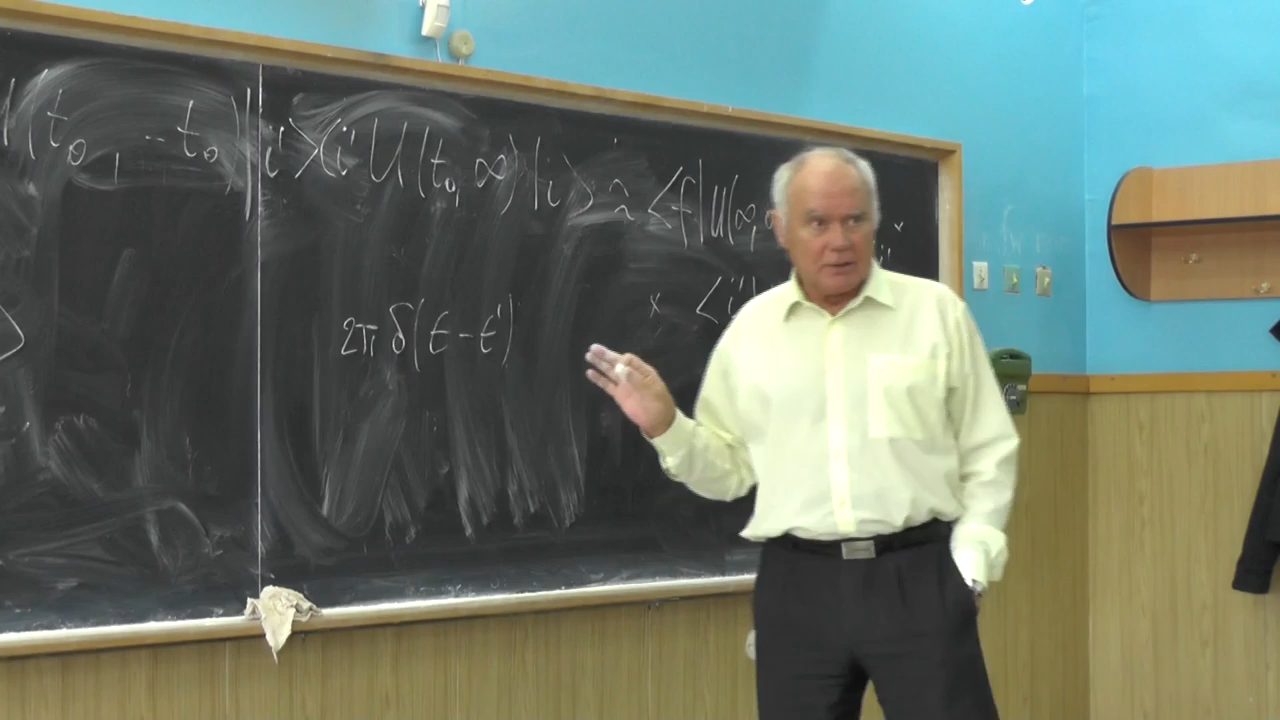 U(t₀, -t₀)|i'><i' U(t₀, ∞)|i> ≈ <f|U(∞,
× <i'|
2π δ(t-t')
>